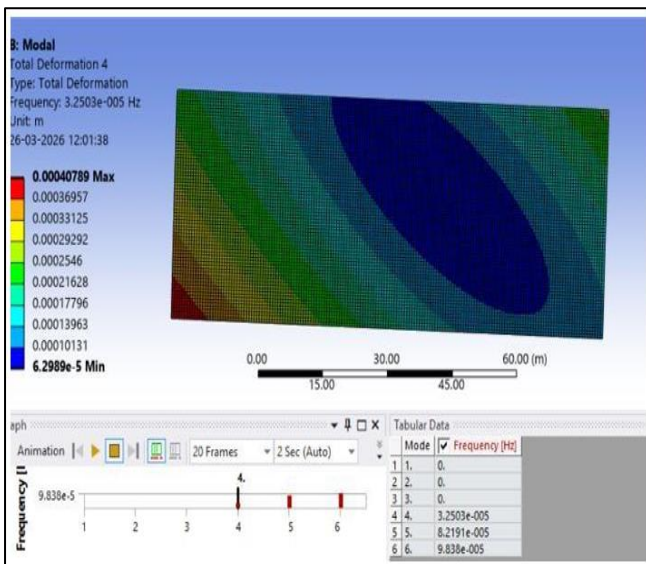 B: Modal
Total Deformation 4
Type: Total Deformation
Frequency: 3.2503e-005 Hz
Unit: m
26-03-2026 12:01:38
0.00040789 Max
0.00036957
0.00033125
0.00029292
0.0002546
0.00021628
0.00017796
0.00013963
0.00010131
6.2989e-5 Min
0.00 30.00 60.00 (m)
15.00 45.00
aph
Animation 20 Frames 2 Sec (Auto)
Frequency [
9.838e-5
4.
1 2 3 4 5 6
Tabular Data
Mode Frequency [Hz]
1 1. 0.
2 2. 0.
3 3. 0.
4 4. 3.2503e-005
5 5. 8.2191e-005
6 6. 9.838e-005